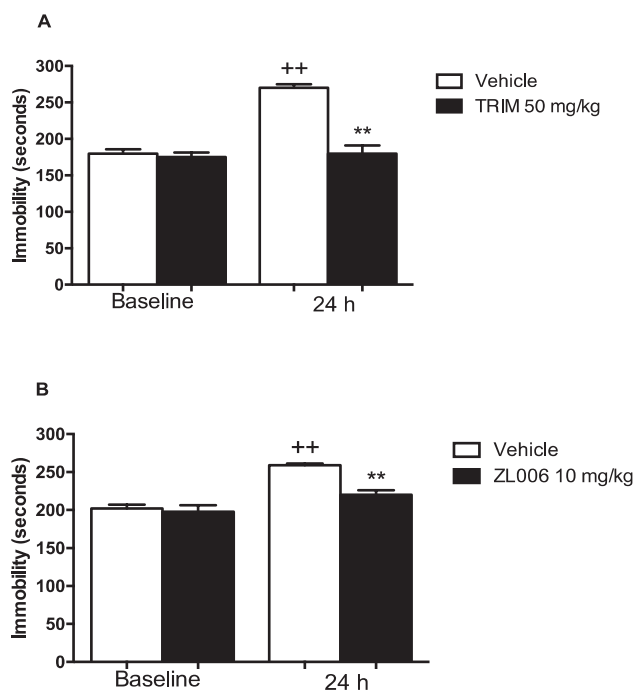 A
300
250
200
150
100
50
0
Immobility (seconds)
++
**
Baseline
24 h
Vehicle
TRIM 50 mg/kg
B
300
250
200
150
100
50
0
Immobility (seconds)
++
**
Baseline
24 h
Vehicle
ZL006 10 mg/kg